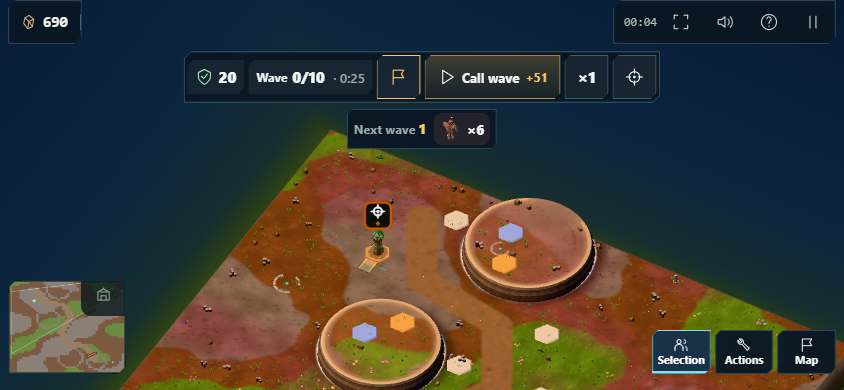 690
00:04
20
Wave 0/10 · 0:25
Call wave +51
×1
Next wave 1
×6
Selection
Actions
Map